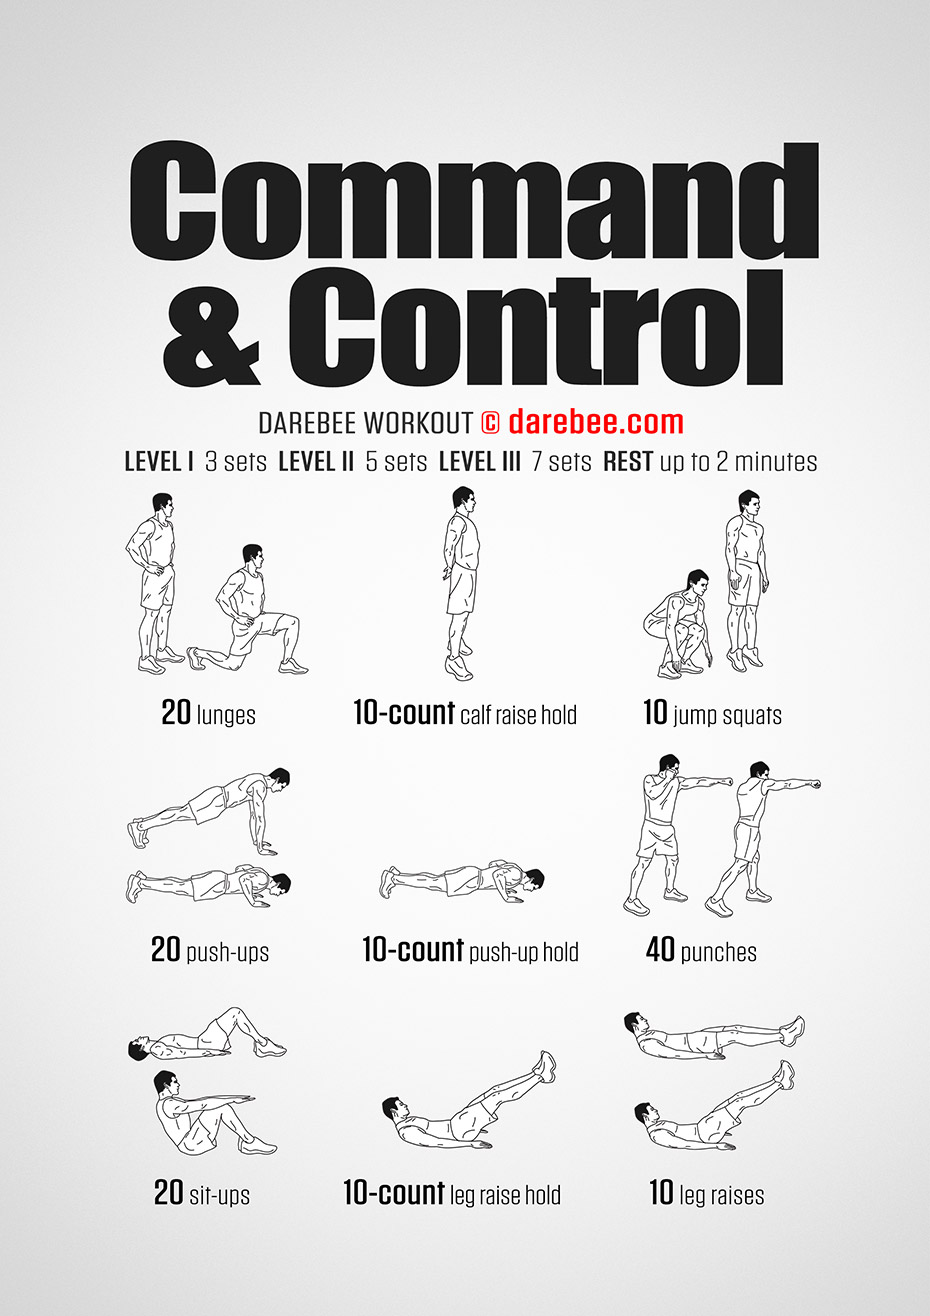 Command
& Control
DAREBEE WORKOUT © darebee.com
LEVEL I 3 sets LEVEL II 5 sets LEVEL III 7 sets REST up to 2 minutes
20 lunges
10-count calf raise hold
10 jump squats
20 push-ups
10-count push-up hold
40 punches
20 sit-ups
10-count leg raise hold
10 leg raises